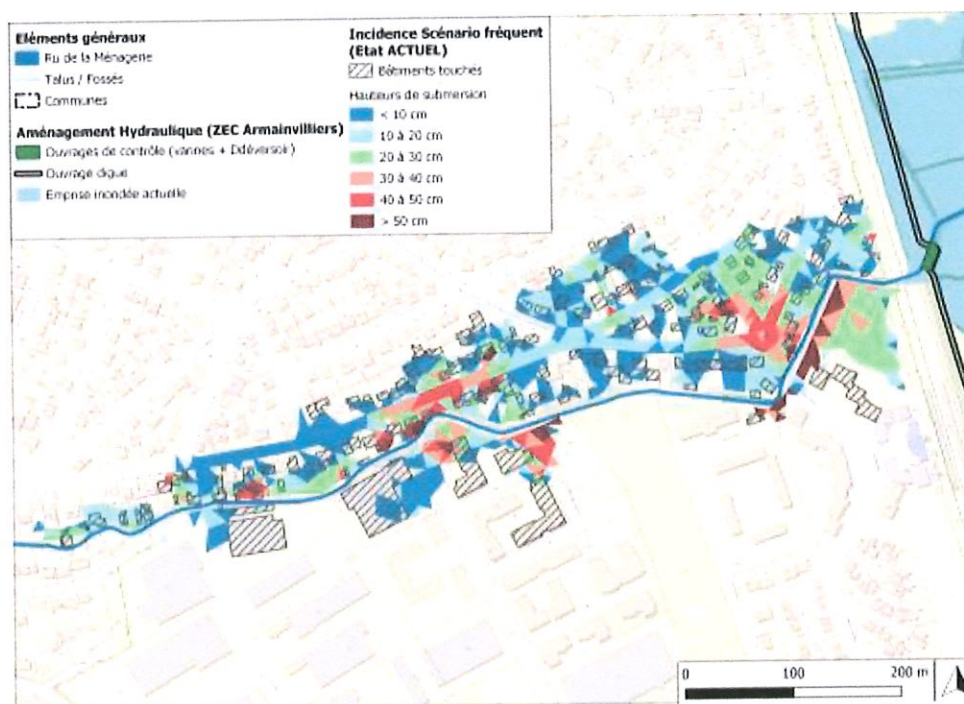 Eléments généraux
Ru de la Ménagerie
Talus / Fossés
Communes
Aménagement Hydraulique (ZEC Armainvilliers)
Ouvrages de contrôle (vannes + Ddéversoir)
Ouvrage digue
Emprise inondée actuelle
Incidence Scénario fréquent
(Etat ACTUEL)
Bâtiments touchés
Hauteurs de submersion
< 10 cm
10 à 20 cm
20 à 30 cm
30 à 40 cm
40 à 50 cm
> 50 cm
0 100 200 m